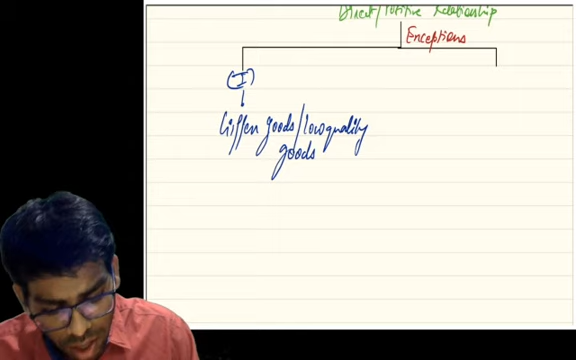 Direct/Positive Relationship
Exceptions
(I)
Giffen goods/low quality
goods